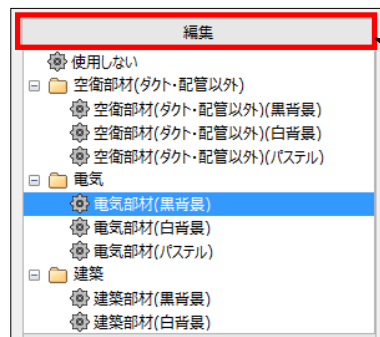 編集
使用しない
空衛部材(ダクト・配管以外)
空衛部材(ダクト・配管以外)(黒背景)
空衛部材(ダクト・配管以外)(白背景)
空衛部材(ダクト・配管以外)(パステル)
電気
電気部材(黒背景)
電気部材(白背景)
電気部材(パステル)
建築
建築部材(黒背景)
建築部材(白背景)